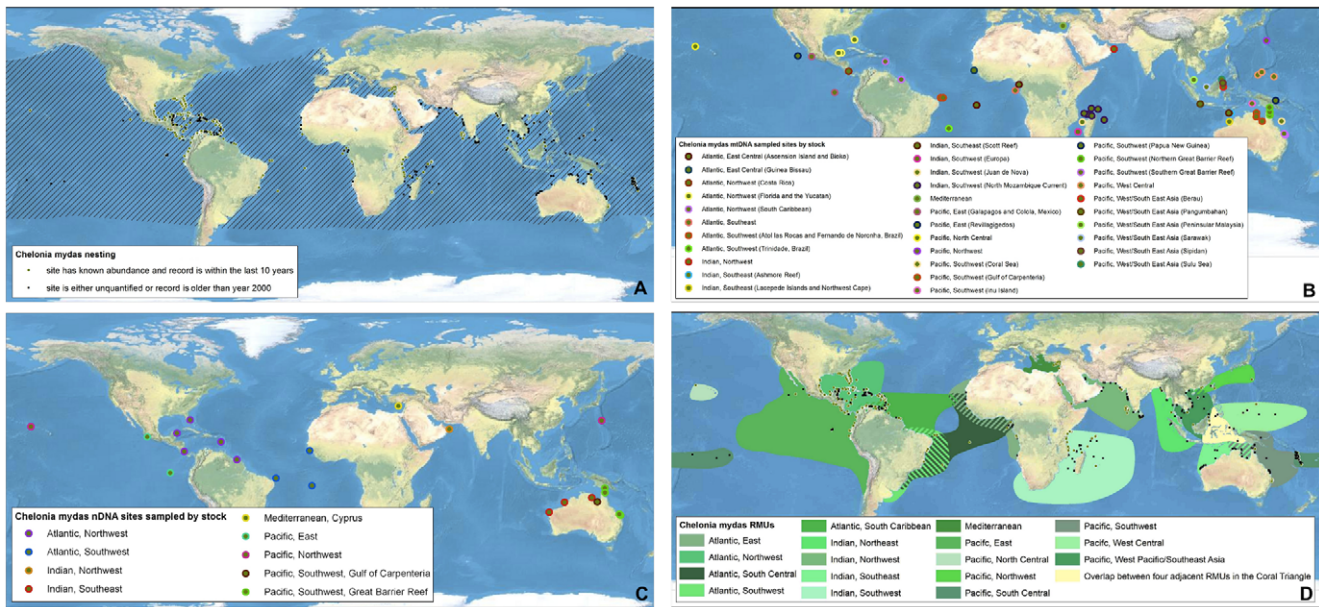 Chelonia mydas nesting
site has known abundance and record is within the last 10 years
site is either unquantified or record is older than year 2000
A
Chelonia mydas mtDNA sampled sites by stock
Atlantic, East Central (Ascension Island and Bioko)
Atlantic, East Central (Guinea Bissau)
Atlantic, Northwest (Costa Rica)
Atlantic, Northwest (Florida and the Yucatan)
Atlantic, Northwest (South Caribbean)
Atlantic, Southeast
Atlantic, Southwest (Atol las Rocas and Fernando de Noronha, Brazil)
Atlantic, Southwest (Trinidade, Brazil)
Indian, Northwest
Indian, Southeast (Ashmore Reef)
Indian, Southeast (Lacepede Islands and Northwest Cape)
Indian, Southeast (Scott Reef)
Indian, Southwest (Europa)
Indian, Southwest (Juan de Nova)
Indian, Southwest (North Mozambique Current)
Mediterranean
Pacific, East (Galapagos and Colola, Mexico)
Pacific, East (Revillagigedos)
Pacific, North Central
Pacific, Northwest
Pacific, Southwest (Coral Sea)
Pacific, Southwest (Gulf of Carpenteria)
Pacific, Southwest (Inu Island)
Pacific, Southwest (Papua New Guinea)
Pacific, Southwest (Northern Great Barrier Reef)
Pacific, Southwest (Southern Great Barrier Reef)
Pacific, West Central
Pacific, West/South East Asia (Berau)
Pacific, West/South East Asia (Pangumbahan)
Pacific, West/South East Asia (Peninsular Malaysia)
Pacific, West/South East Asia (Sarawak)
Pacific, West/South East Asia (Sipidan)
Pacific, West/South East Asia (Sulu Sea)
B
Chelonia mydas nDNA sites sampled by stock
Atlantic, Northwest
Atlantic, Southwest
Indian, Northwest
Indian, Southeast
Mediterranean, Cyprus
Pacific, East
Pacific, Northwest
Pacific, Southwest, Gulf of Carpenteria
Pacific, Southwest, Great Barrier Reef
C
Chelonia mydas RMUs
Atlantic, East
Atlantic, Northwest
Atlantic, South Central
Atlantic, Southwest
Atlantic, South Caribbean
Indian, Northeast
Indian, Northwest
Indian, Southeast
Indian, Southwest
Mediterranean
Pacific, East
Pacific, North Central
Pacific, Northwest
Pacific, South Central
Pacific, Southwest
Pacific, West Central
Pacific, West Pacific/Southeast Asia
Overlap between four adjacent RMUs in the Coral Triangle
D